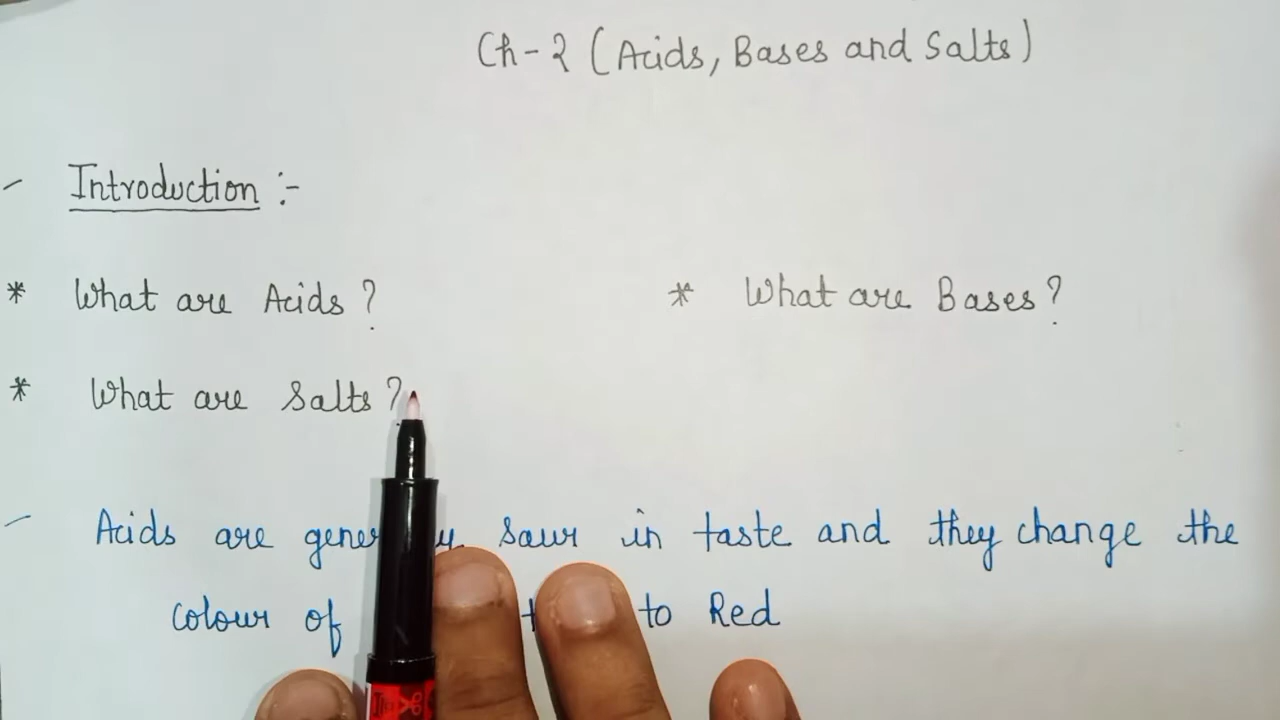 Ch-2 (Acids, Bases and Salts)
- Introduction :-
* What are Acids ? * What are Bases ?
* What are Salts ?
- Acids are sour in taste and they change the
colour of to Red